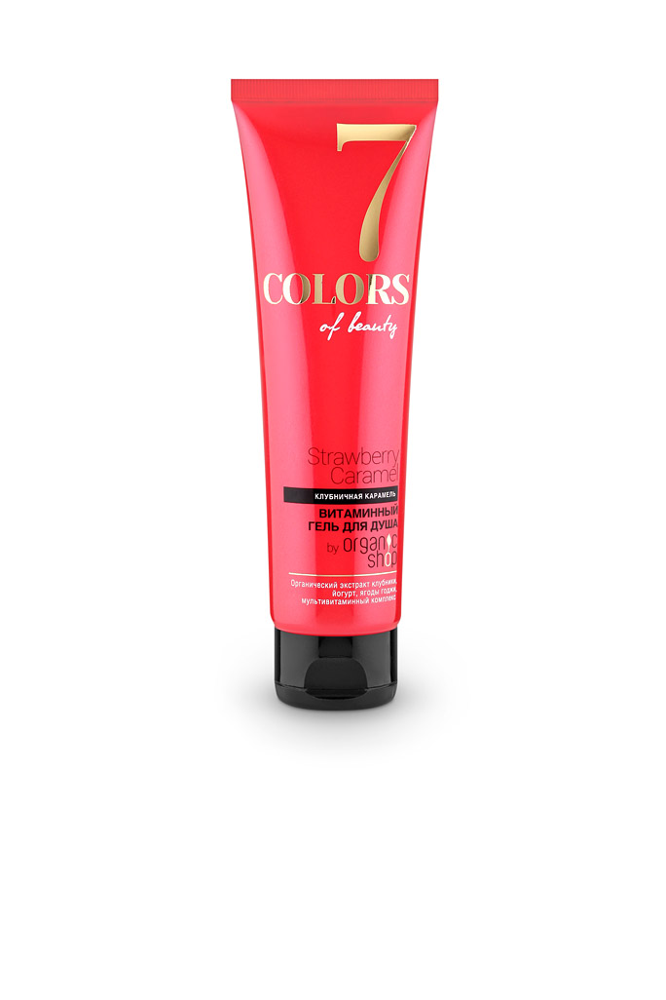 7
COLORS
of beauty
Strawberry
Caramel
КЛУБНИЧНАЯ КАРАМЕЛЬ
ВИТАМИННЫЙ
ГЕЛЬ ДЛЯ ДУША
by organic
shop
Органический экстракт клубники,
йогурт, ягоды годжи,
мультивитаминный комплекс